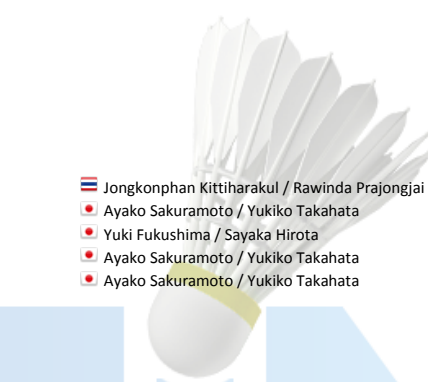 Jongkonphan Kittiharakul / Rawinda Prajongjai
Ayako Sakuramoto / Yukiko Takahata
Yuki Fukushima / Sayaka Hirota
Ayako Sakuramoto / Yukiko Takahata
Ayako Sakuramoto / Yukiko Takahata